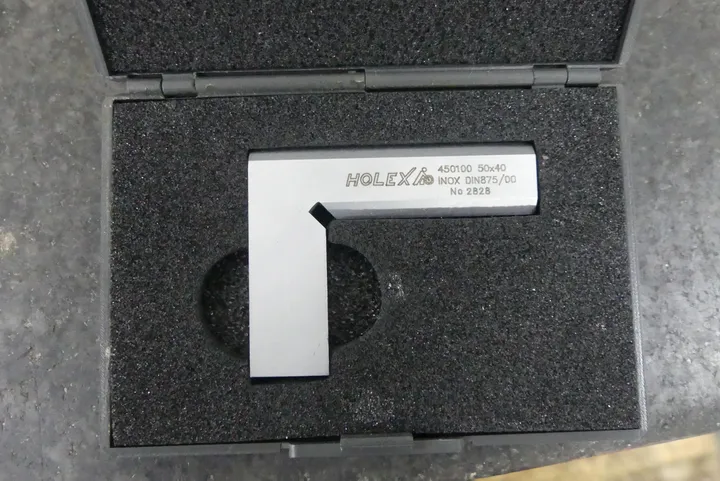 HOLEX
450100 50x40
INOX DIN875/00
No 2828